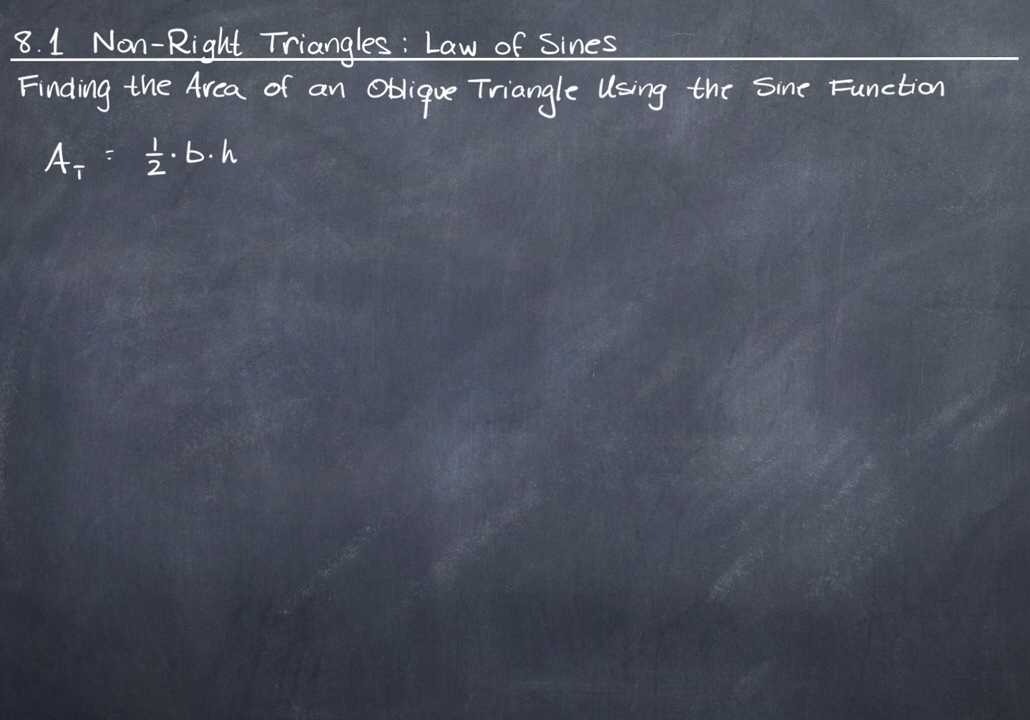 8.1 Non-Right Triangles: Law of Sines
Finding the Area of an Oblique Triangle Using the Sine Function
A_T = 1/2 · b · h